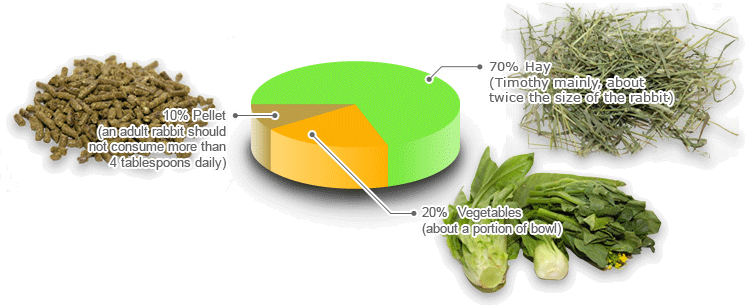 70% Hay
(Timothy mainly, about
twice the size of the rabbit)
10% Pellet
(an adult rabbit should
not consume more than
4 tablespoons daily)
20% Vegetables
(about a portion of bowl)